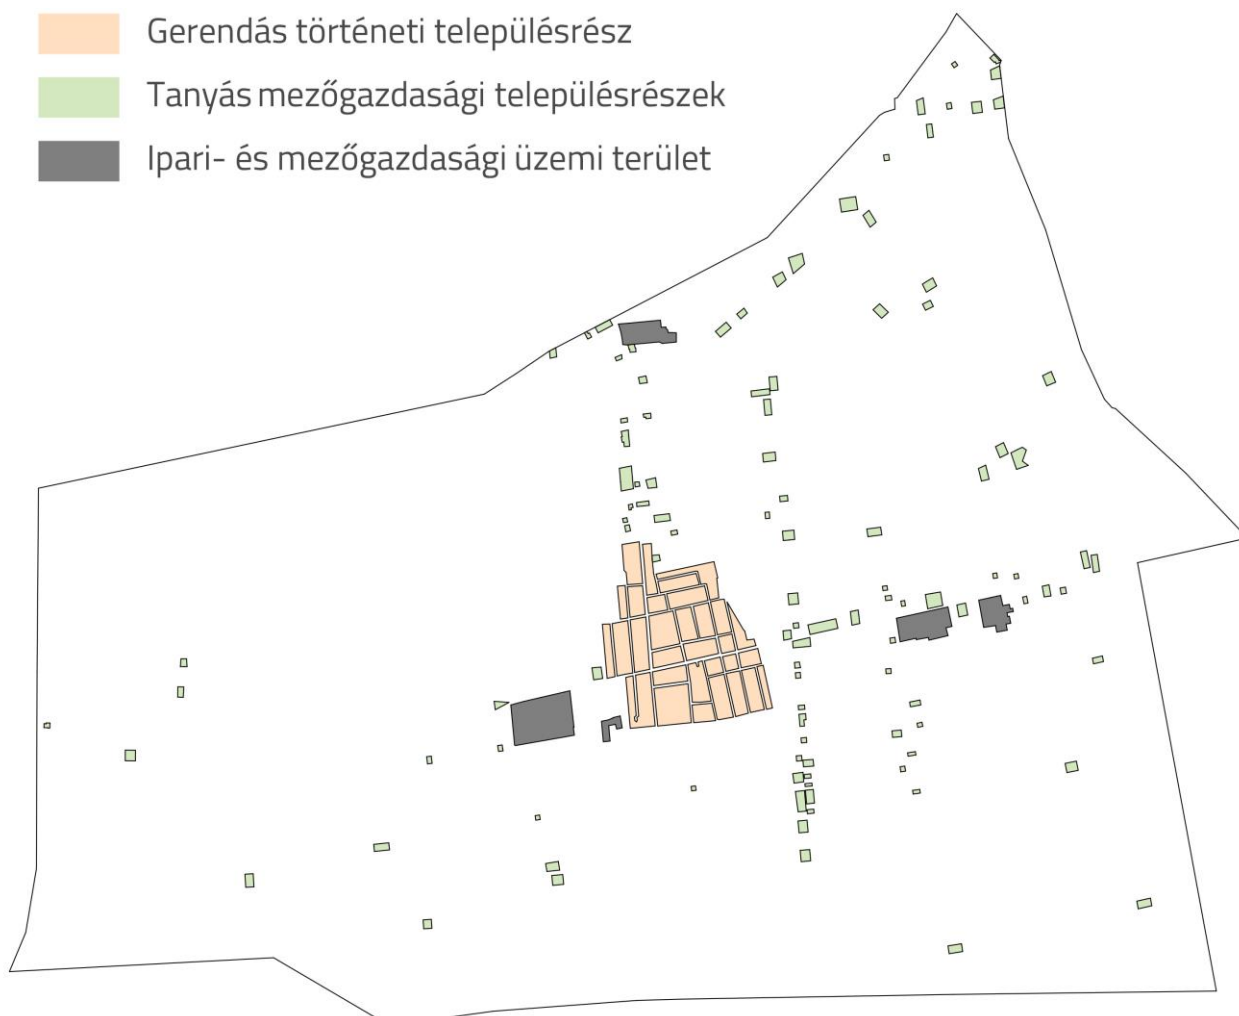 Gerendás történeti településrész
Tanyás mezőgazdasági településrészek
Ipari- és mezőgazdasági üzemi terület